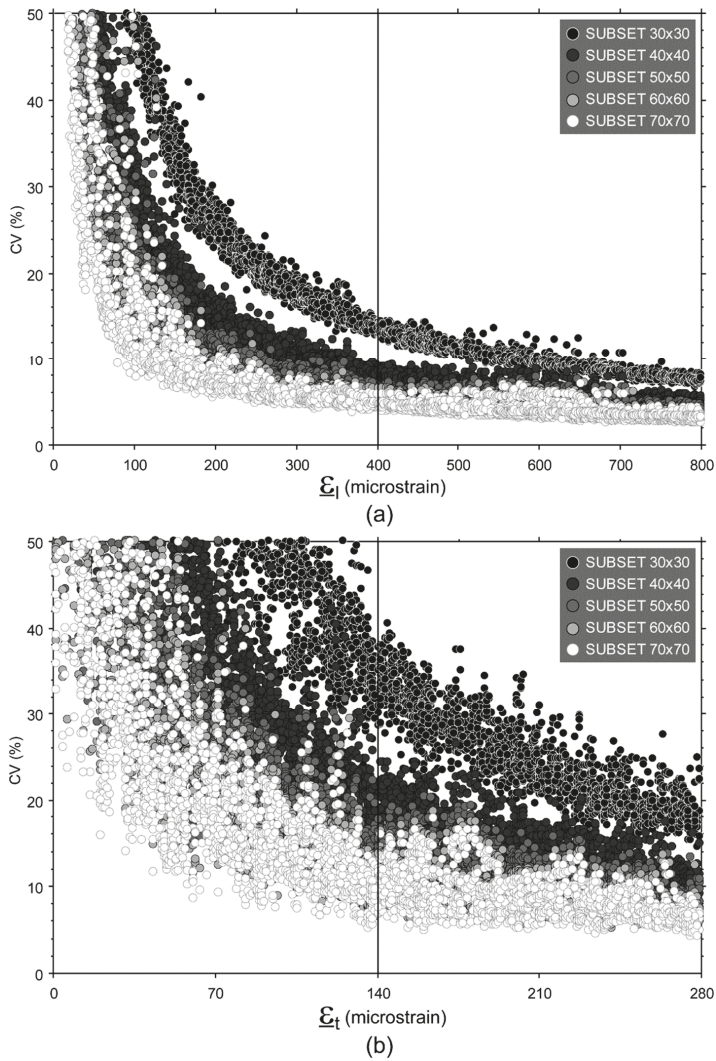 50
40
30
20
10
0
CV (%)
SUBSET 30x30
SUBSET 40x40
SUBSET 50x50
SUBSET 60x60
SUBSET 70x70
0 100 200 300 400 500 600 700 800
ε̲l (microstrain)
(a)
50
40
30
20
10
0
CV (%)
SUBSET 30x30
SUBSET 40x40
SUBSET 50x50
SUBSET 60x60
SUBSET 70x70
0 70 140 210 280
ε̲t (microstrain)
(b)